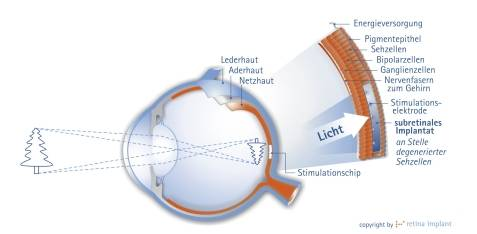 Energieversorgung
Pigmentepithel
Sehzellen
Bipolarzellen
Ganglienzellen
Nervenfasern
zum Gehirn
Stimulations-
elektrode
subretinales
Implantat
an Stelle
degenerierter
Sehzellen
Lederhaut
Aderhaut
Netzhaut
Licht
Stimulationschip
copyright by retina implant